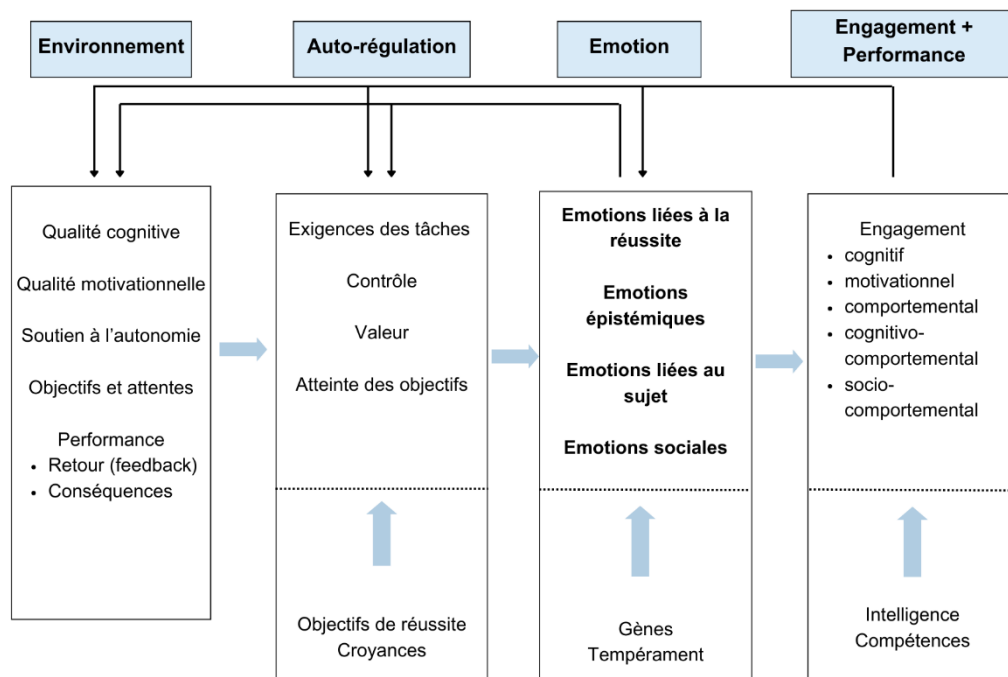 Environnement
Auto-régulation
Emotion
Engagement +
Performance
Qualité cognitive
Qualité motivationnelle
Soutien à l'autonomie
Objectifs et attentes
Performance
• Retour (feedback)
• Conséquences
Exigences des tâches
Contrôle
Valeur
Atteinte des objectifs
Objectifs de réussite
Croyances
Emotions liées à la
réussite
Emotions
épistémiques
Emotions liées au
sujet
Emotions sociales
Gènes
Tempérament
Engagement
• cognitif
• motivationnel
• comportemental
• cognitivo-
comportemental
• socio-
comportemental
Intelligence
Compétences